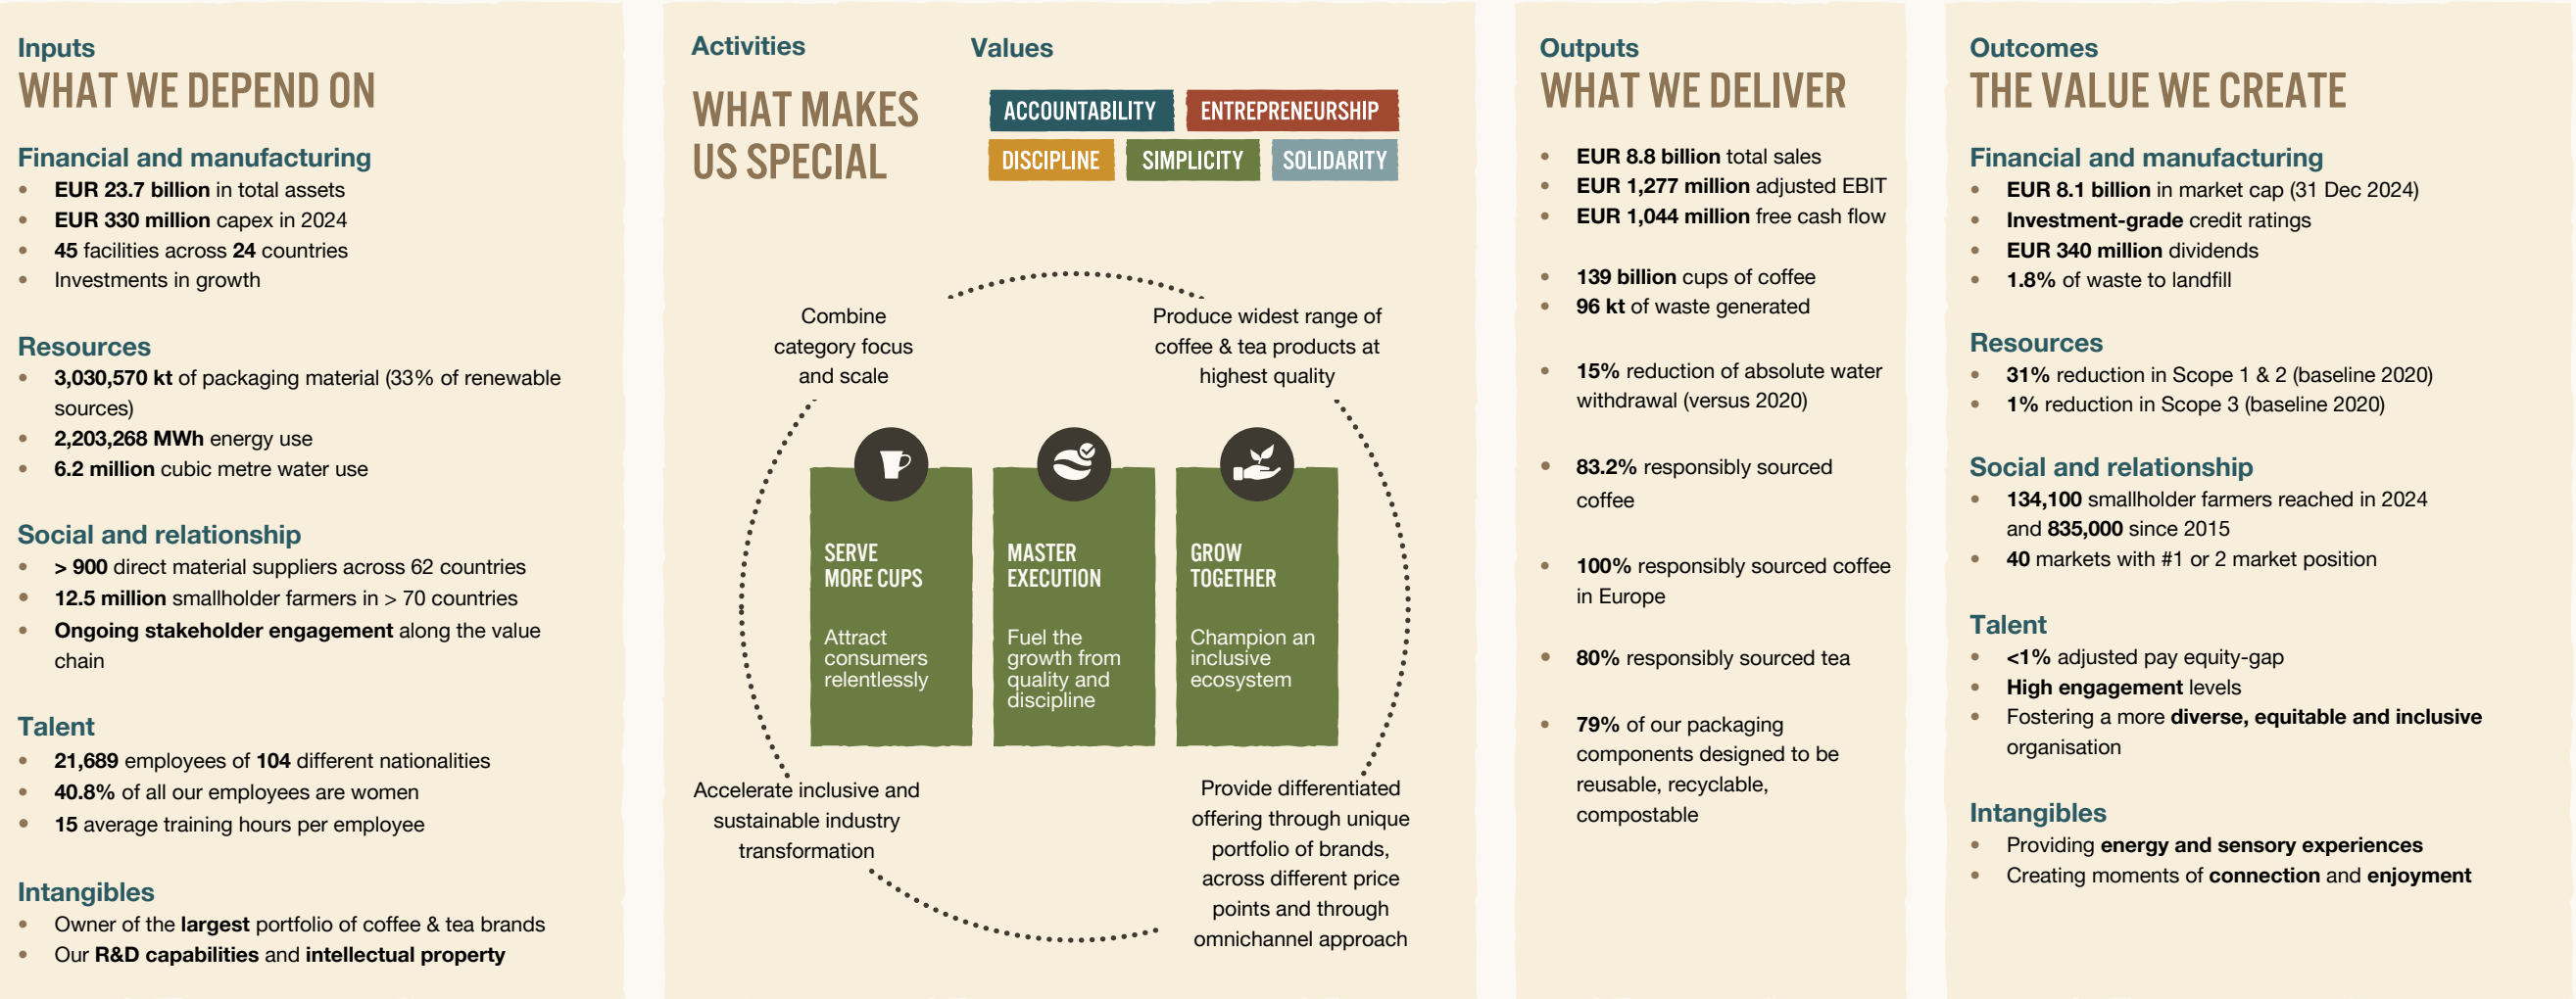 Inputs
WHAT WE DEPEND ON
Financial and manufacturing
• EUR 23.7 billion in total assets
• EUR 330 million capex in 2024
• 45 facilities across 24 countries
• Investments in growth
Resources
• 3,030,570 kt of packaging material (33% of renewable
sources)
• 2,203,268 MWh energy use
• 6.2 million cubic metre water use
Social and relationship
• > 900 direct material suppliers across 62 countries
• 12.5 million smallholder farmers in > 70 countries
• Ongoing stakeholder engagement along the value
chain
Talent
• 21,689 employees of 104 different nationalities
• 40.8% of all our employees are women
• 15 average training hours per employee
Intangibles
• Owner of the largest portfolio of coffee & tea brands
• Our R&D capabilities and intellectual property
Activities
WHAT MAKES
US SPECIAL
Values
ACCOUNTABILITY
ENTREPRENEURSHIP
DISCIPLINE
SIMPLICITY
SOLIDARITY
Combine
category focus
and scale
Produce widest range of
coffee & tea products at
highest quality
SERVE
MORE CUPS
Attract
consumers
relentlessly
MASTER
EXECUTION
Fuel the
growth from
quality and
discipline
GROW
TOGETHER
Champion an
inclusive
ecosystem
Accelerate inclusive and
sustainable industry
transformation
Provide differentiated
offering through unique
portfolio of brands,
across different price
points and through
omnichannel approach
Outputs
WHAT WE DELIVER
• EUR 8.8 billion total sales
• EUR 1,277 million adjusted EBIT
• EUR 1,044 million free cash flow
• 139 billion cups of coffee
• 96 kt of waste generated
• 15% reduction of absolute water
withdrawal (versus 2020)
• 83.2% responsibly sourced
coffee
• 100% responsibly sourced coffee
in Europe
• 80% responsibly sourced tea
• 79% of our packaging
components designed to be
reusable, recyclable,
compostable
Outcomes
THE VALUE WE CREATE
Financial and manufacturing
• EUR 8.1 billion in market cap (31 Dec 2024)
• Investment-grade credit ratings
• EUR 340 million dividends
• 1.8% of waste to landfill
Resources
• 31% reduction in Scope 1 & 2 (baseline 2020)
• 1% reduction in Scope 3 (baseline 2020)
Social and relationship
• 134,100 smallholder farmers reached in 2024
and 835,000 since 2015
• 40 markets with #1 or 2 market position
Talent
• <1% adjusted pay equity-gap
• High engagement levels
• Fostering a more diverse, equitable and inclusive
organisation
Intangibles
• Providing energy and sensory experiences
• Creating moments of connection and enjoyment